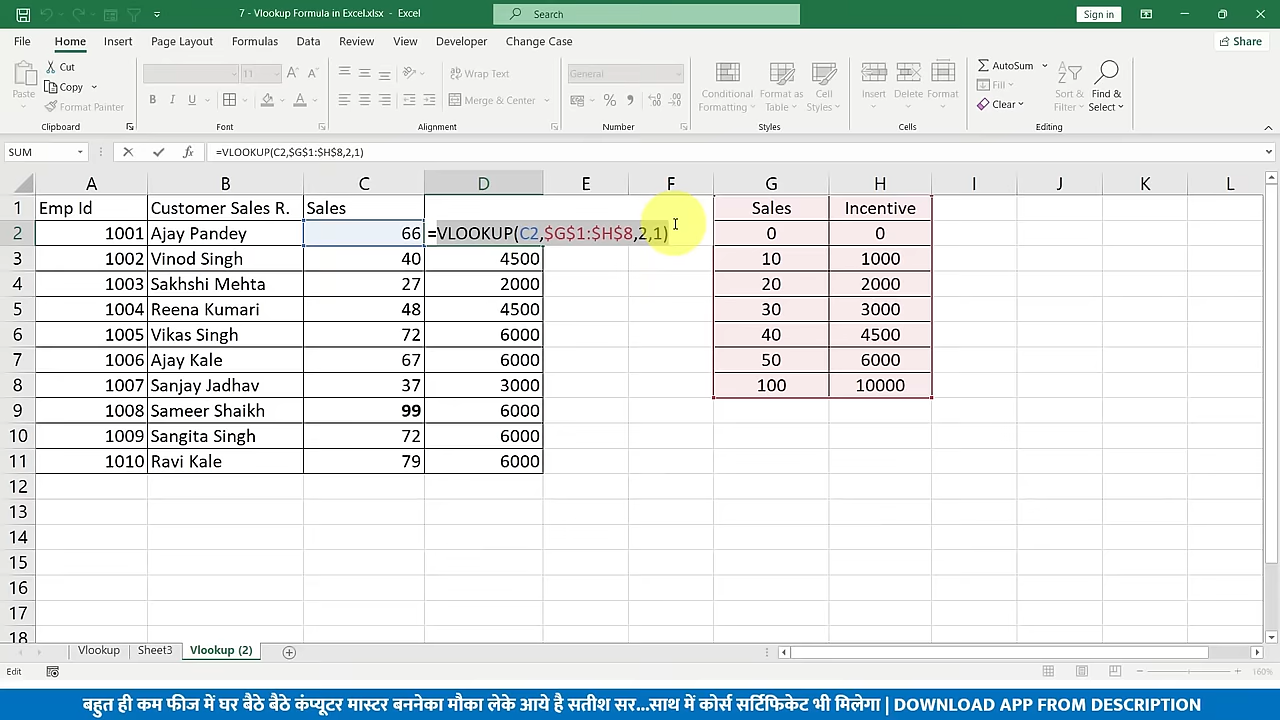 7 - Vlookup Formula in Excel.xlsx - Excel
Search
Sign in
File Home Insert Page Layout Formulas Data Review View Developer Change Case
Share
Paste
Cut
Copy
Format Painter
Clipboard
11
B I U
Font
Wrap Text
Merge & Center
Alignment
General
Number
Conditional Formatting
Format as Table
Cell Styles
Styles
Insert
Delete
Format
Cells
AutoSum
Fill
Clear
Sort & Filter
Find & Select
Editing
SUM
=VLOOKUP(C2,$G$1:$H$8,2,1)
A B C D E F G H I J K L
1 Emp Id Customer Sales R. Sales Sales Incentive
2 1001 Ajay Pandey 66 =VLOOKUP(C2,$G$1:$H$8,2,1) 0 0
3 1002 Vinod Singh 40 4500 10 1000
4 1003 Sakhshi Mehta 27 2000 20 2000
5 1004 Reena Kumari 48 4500 30 3000
6 1005 Vikas Singh 72 6000 40 4500
7 1006 Ajay Kale 67 6000 50 6000
8 1007 Sanjay Jadhav 37 3000 100 10000
9 1008 Sameer Shaikh 99 6000
10 1009 Sangita Singh 72 6000
11 1010 Ravi Kale 79 6000
12
13
14
15
16
17
18
Vlookup Sheet3 Vlookup (2)
Edit
160%
बहुत ही कम फीज में घर बैठे बैठे कंप्यूटर मास्टर बननेका मौका लेके आये है सतीश सर...साथ में कोर्स सर्टिफिकेट भी मिलेगा | DOWNLOAD APP FROM DESCRIPTION